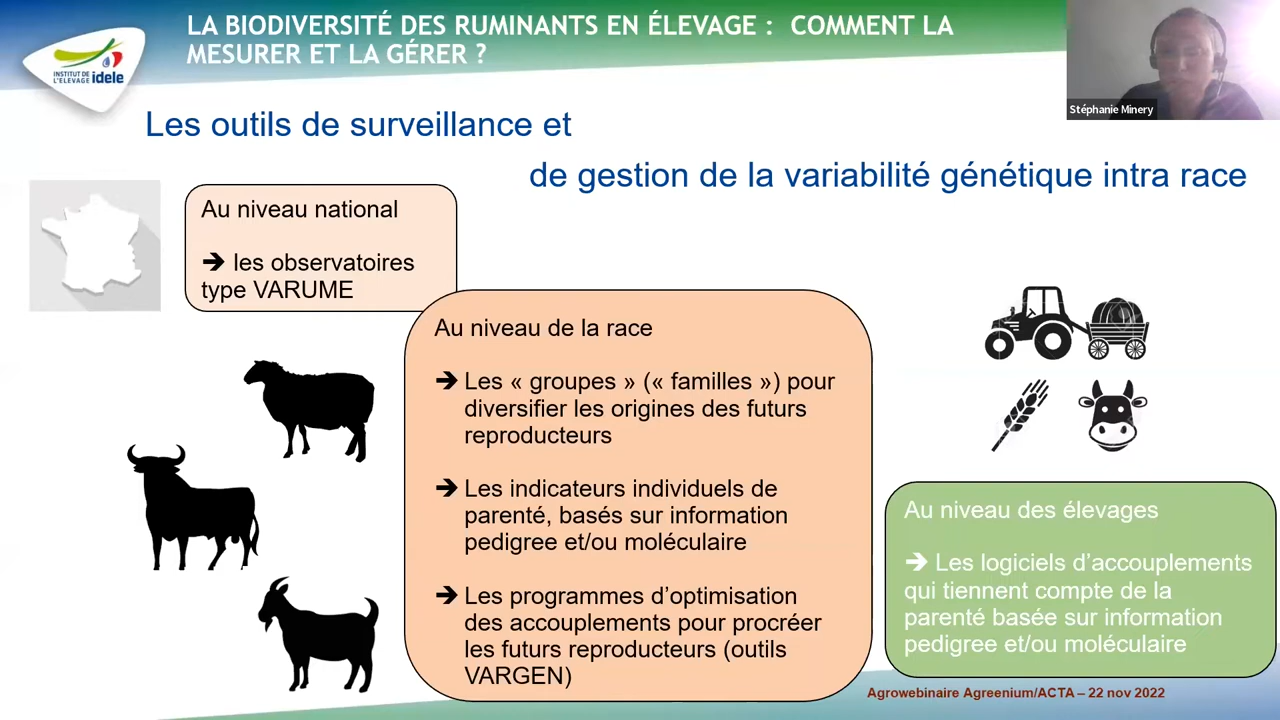 LA BIODIVERSITÉ DES RUMINANTS EN ÉLEVAGE : COMMENT LA
MESURER ET LA GÉRER ?
INSTITUT DE
L'ELEVAGE idele
Stéphanie Minery
Les outils de surveillance et
de gestion de la variabilité génétique intra race
Au niveau national
➔ les observatoires
type VARUME
Au niveau de la race
➔ Les « groupes » (« familles ») pour
diversifier les origines des futurs
reproducteurs
➔ Les indicateurs individuels de
parenté, basés sur information
pedigree et/ou moléculaire
➔ Les programmes d'optimisation
des accouplements pour procréer
les futurs reproducteurs (outils
VARGEN)
Au niveau des élevages
➔ Les logiciels d'accouplements
qui tiennent compte de la
parenté basée sur information
pedigree et/ou moléculaire
Agrowebinaire Agreenium/ACTA – 22 nov 2022